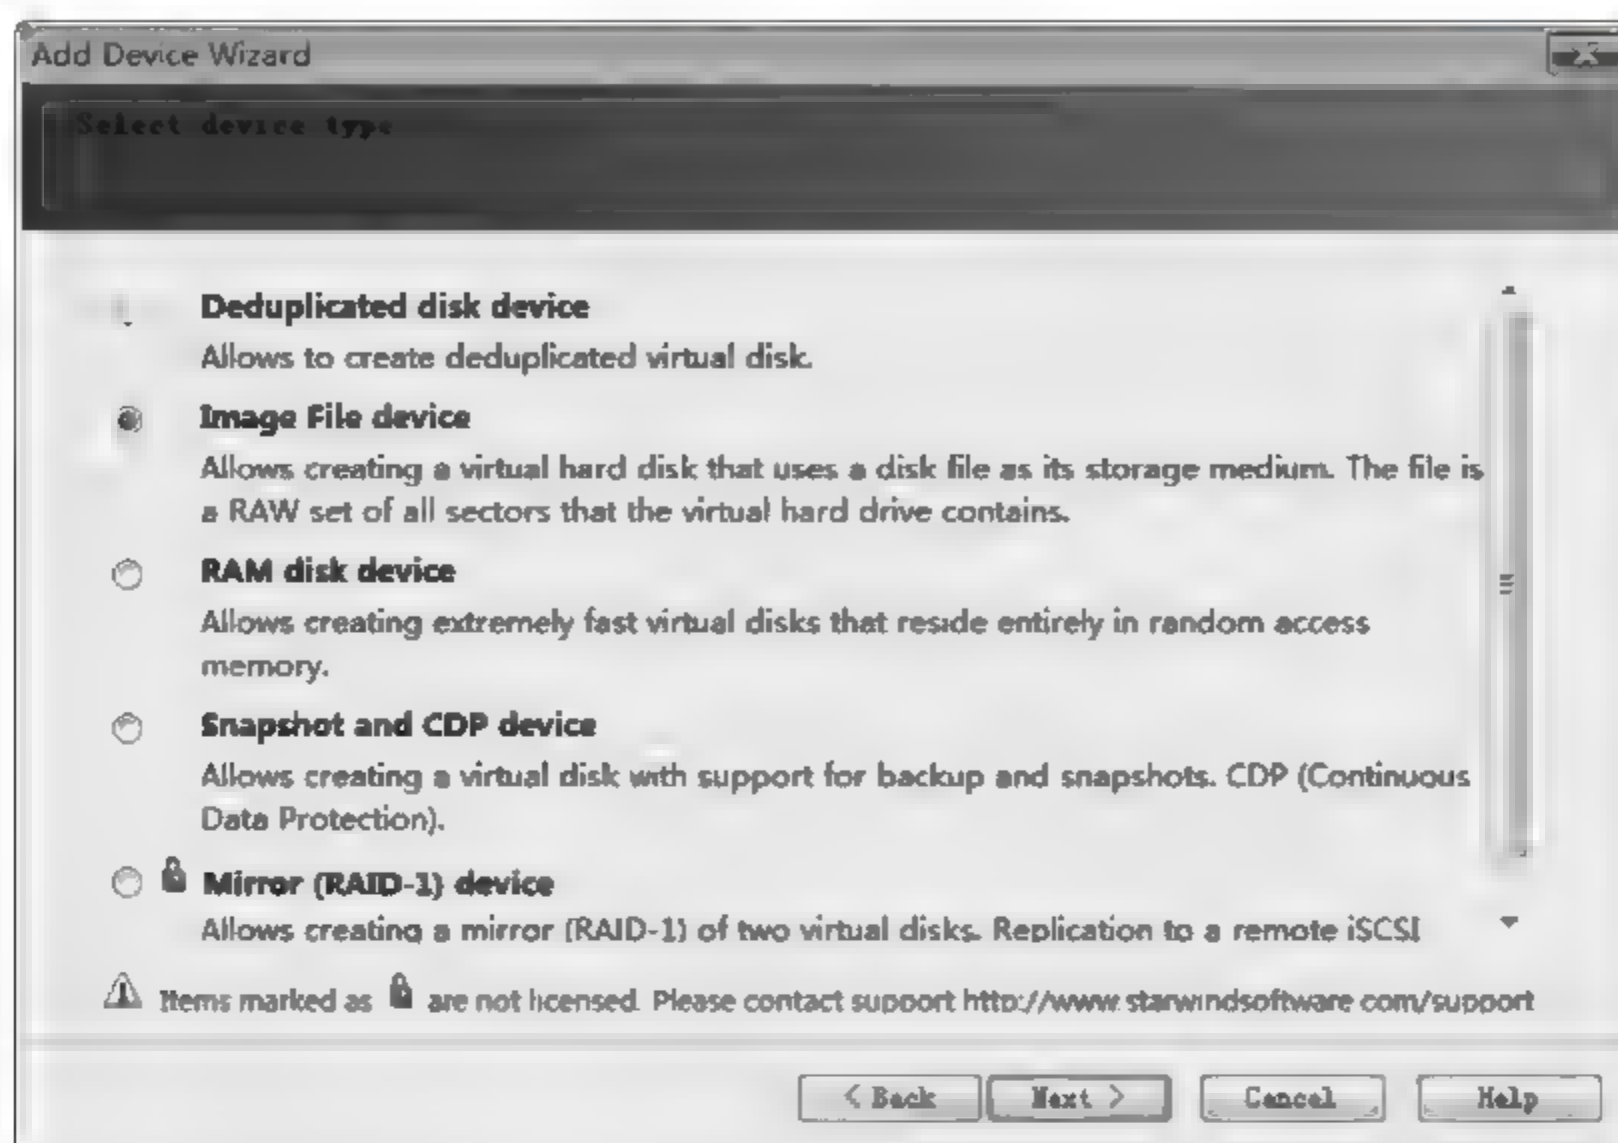 Add Device Wizard
Select device type
Deduplicated disk device
Allows to create deduplicated virtual disk.
Image File device
Allows creating a virtual hard disk that uses a disk file as its storage medium. The file is
a RAW set of all sectors that the virtual hard drive contains.
RAM disk device
Allows creating extremely fast virtual disks that reside entirely in random access
memory.
Snapshot and CDP device
Allows creating a virtual disk with support for backup and snapshots. CDP (Continuous
Data Protection).
Mirror (RAID-1) device
Allows creating a mirror (RAID-1) of two virtual disks. Replication to a remote iSCSI
Items marked as are not licensed. Please contact support http://www.starwindsoftware.com/support
< Back Next > Cancel Help